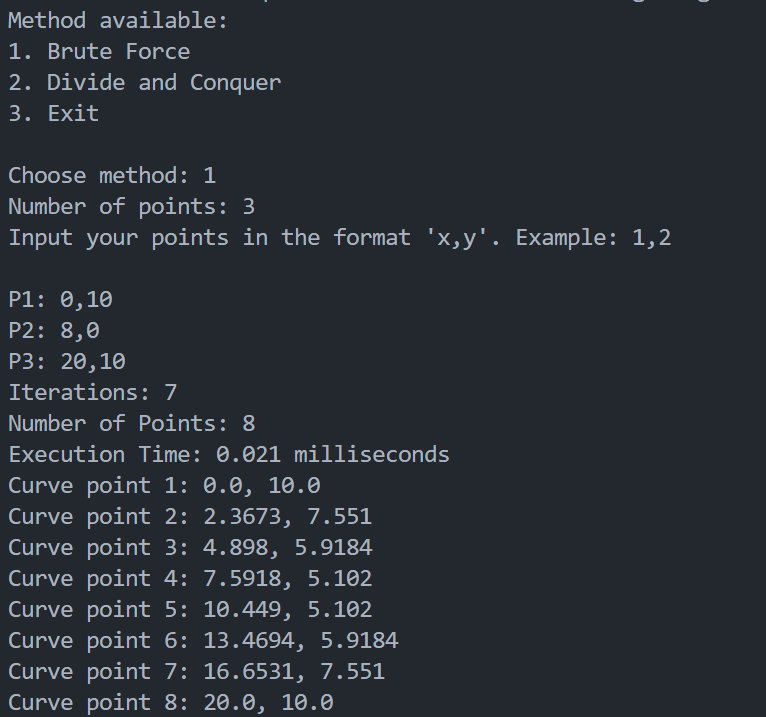 Method available:
1. Brute Force
2. Divide and Conquer
3. Exit
Choose method: 1
Number of points: 3
Input your points in the format 'x,y'. Example: 1,2
P1: 0,10
P2: 8,0
P3: 20,10
Iterations: 7
Number of Points: 8
Execution Time: 0.021 milliseconds
Curve point 1: 0.0, 10.0
Curve point 2: 2.3673, 7.551
Curve point 3: 4.898, 5.9184
Curve point 4: 7.5918, 5.102
Curve point 5: 10.449, 5.102
Curve point 6: 13.4694, 5.9184
Curve point 7: 16.6531, 7.551
Curve point 8: 20.0, 10.0